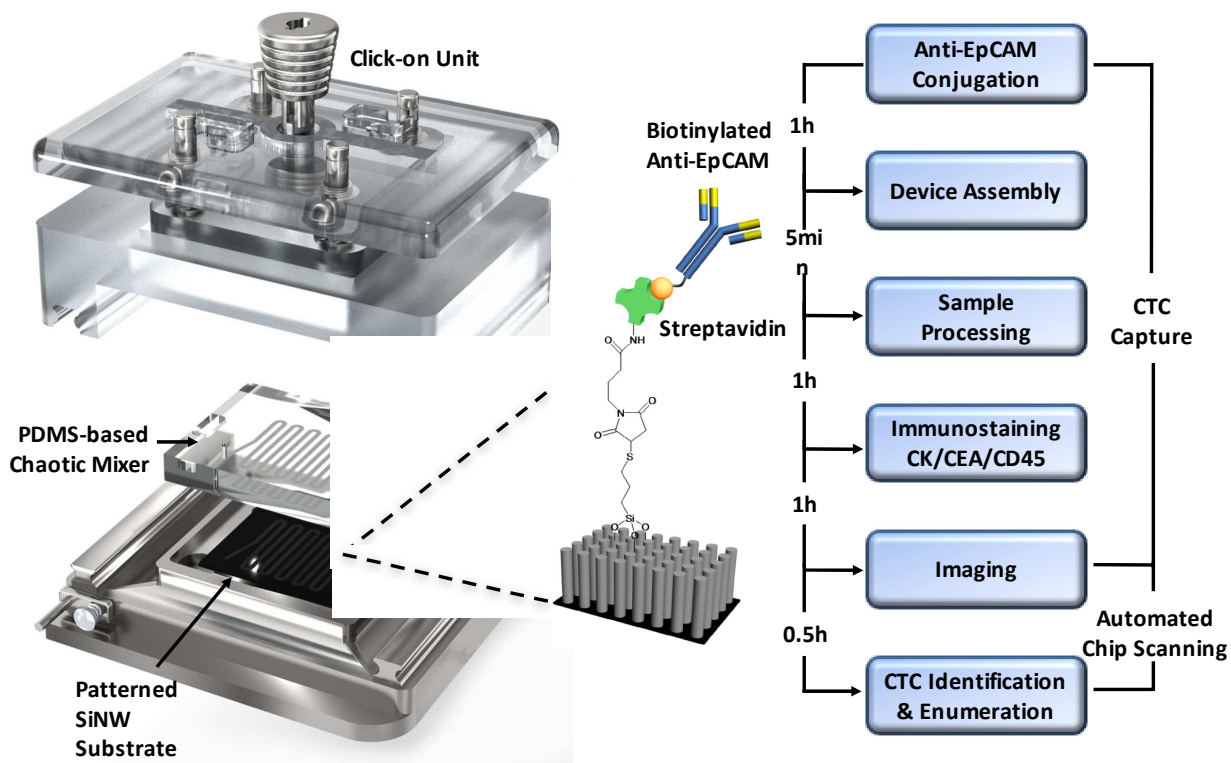 Click-on Unit
PDMS-based
Chaotic Mixer
Patterned
SiNW
Substrate
Biotinylated
Anti-EpCAM
Streptavidin
O
NH
N
O
O
S
Si
O
O
O
Anti-EpCAM
Conjugation
1h
Device Assembly
5mi
n
Sample
Processing
1h
Immunostaining
CK/CEA/CD45
1h
Imaging
0.5h
CTC Identification
& Enumeration
CTC
Capture
Automated
Chip Scanning